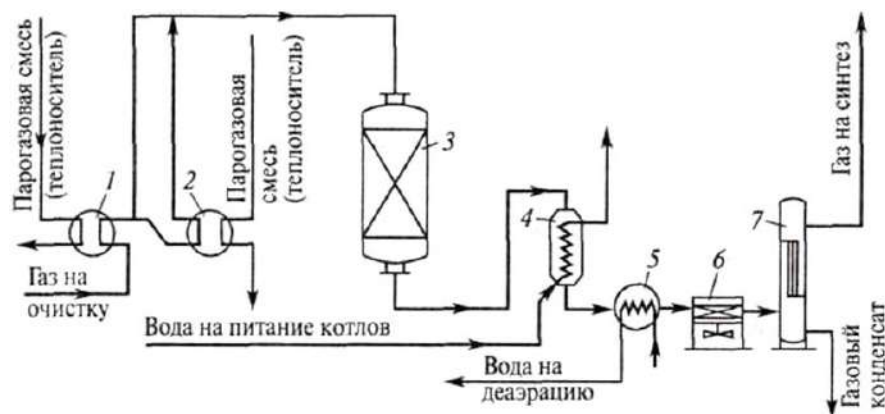 Парогазовая смесь
(теплоноситель)
1
2
Парогазовая
смесь
(теплоноситель)
3
4
5
6
7
Газ на синтез
Газ на
очистку
Вода на питание котлов
Вода на
деаэрацию
Газовый
конденсат